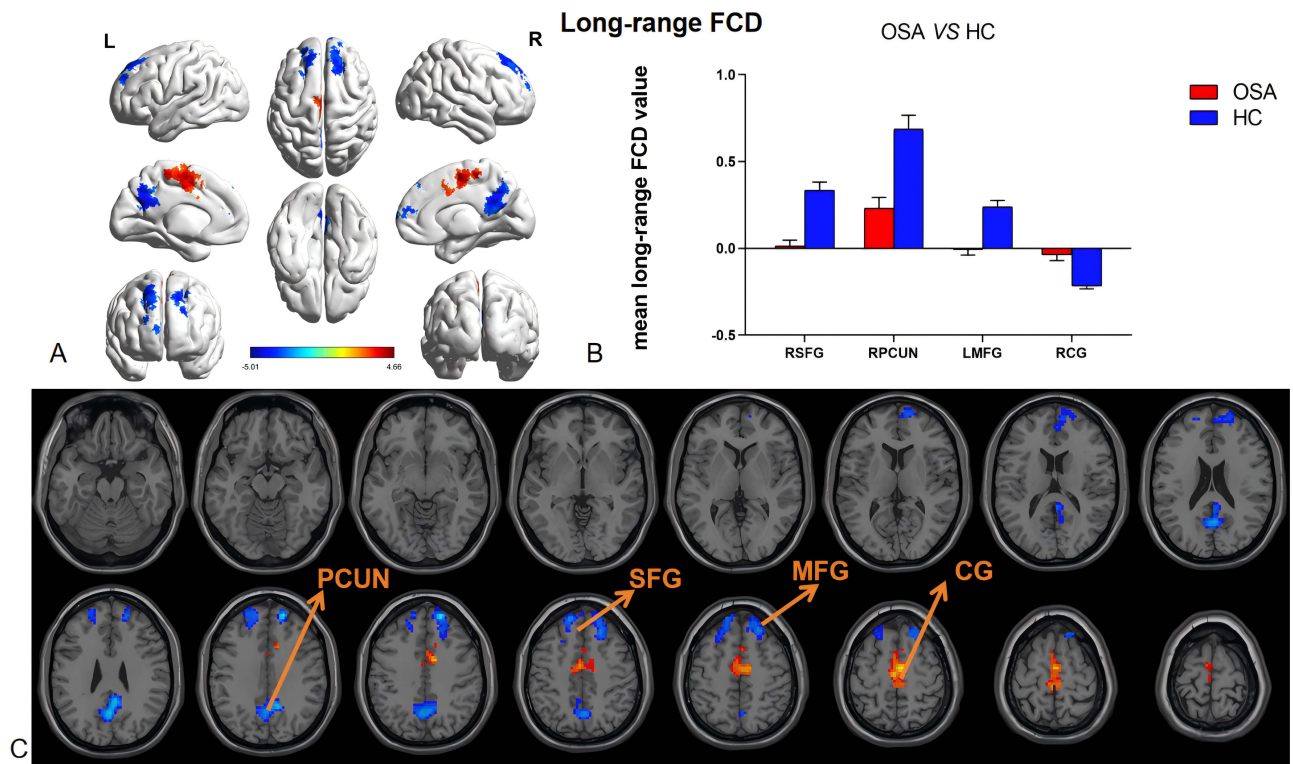 Long-range FCD
L
R
OSA VS HC
mean long-range FCD value
1.0
0.5
0.0
-0.5
OSA
HC
RSFG RPCUN LMFG RCG
A
-5.01 4.66
B
PCUN SFG MFG CG
C